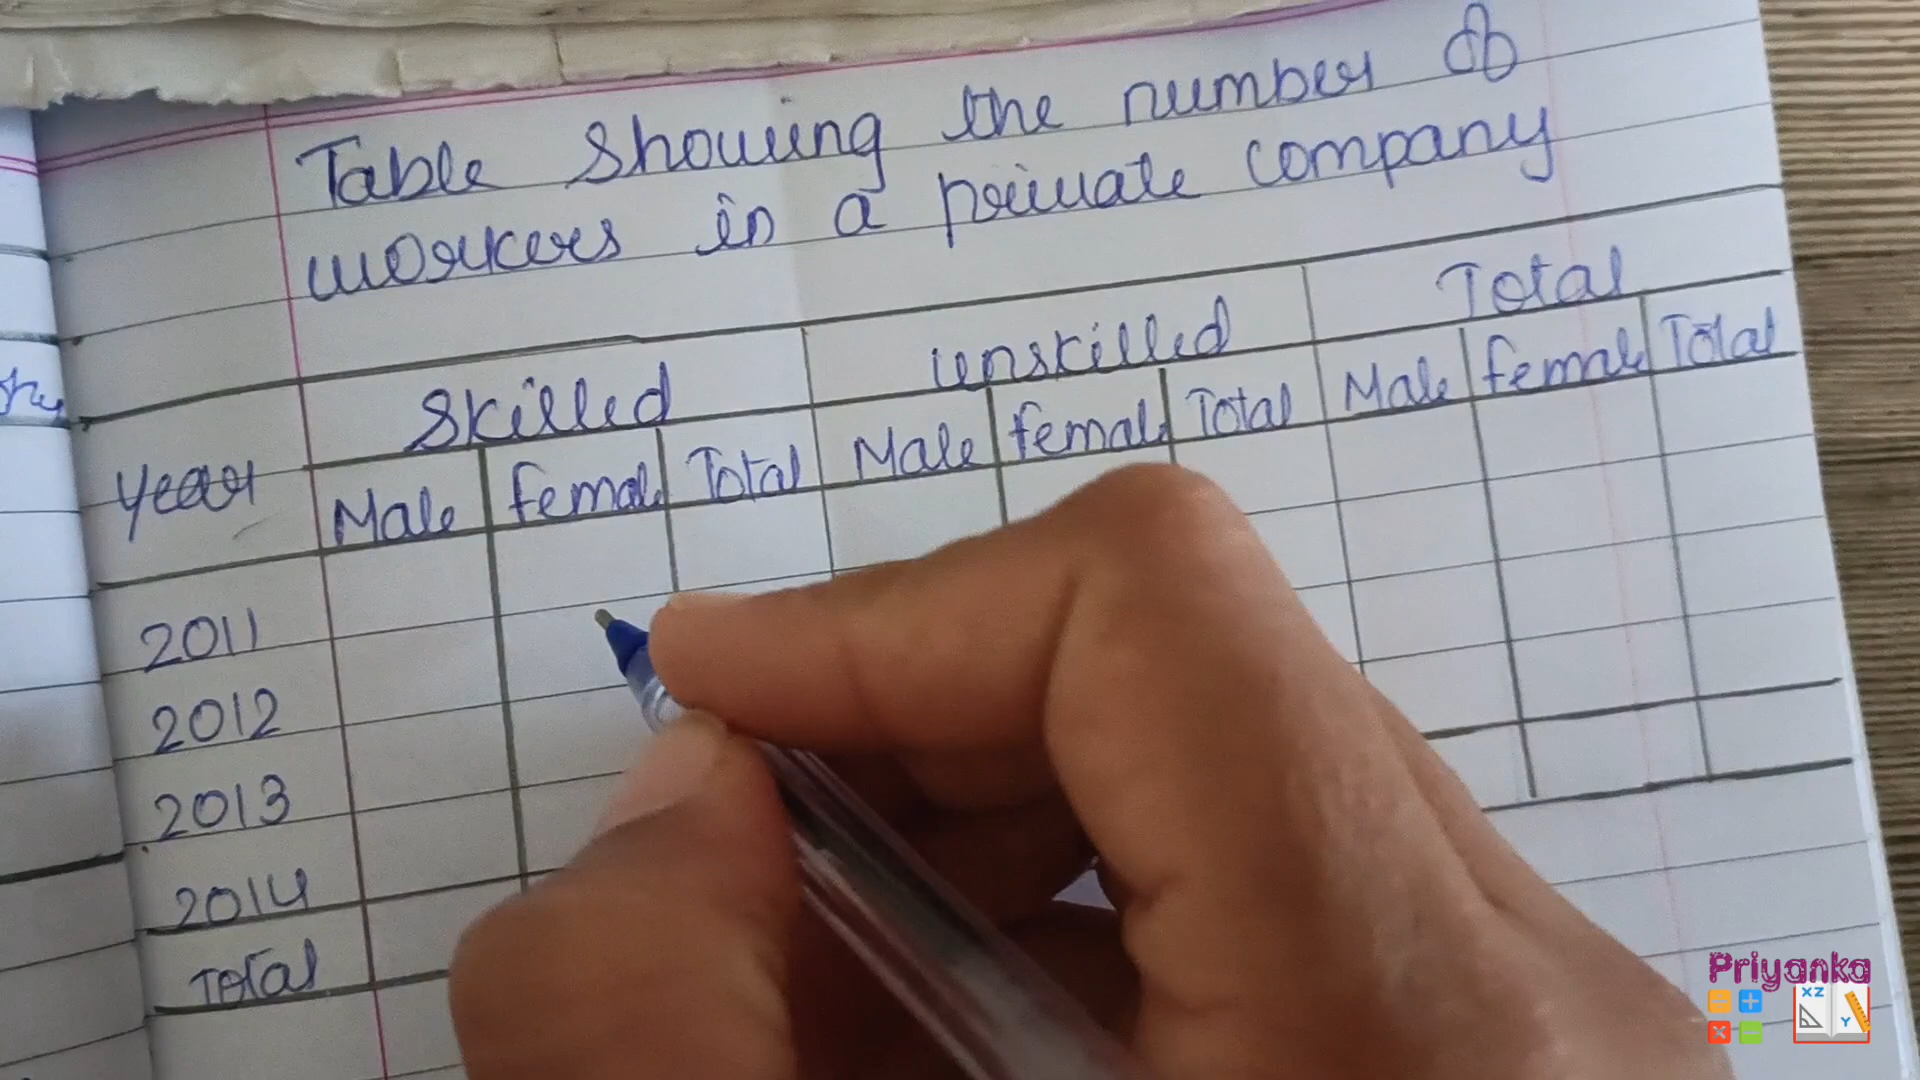 Table showing the number of
workers in a private company
Skilled unskilled Total
Year Male female Total Male female Total Male female Total
2011
2012
2013
2014
Total
Priyanka
XZ
Y